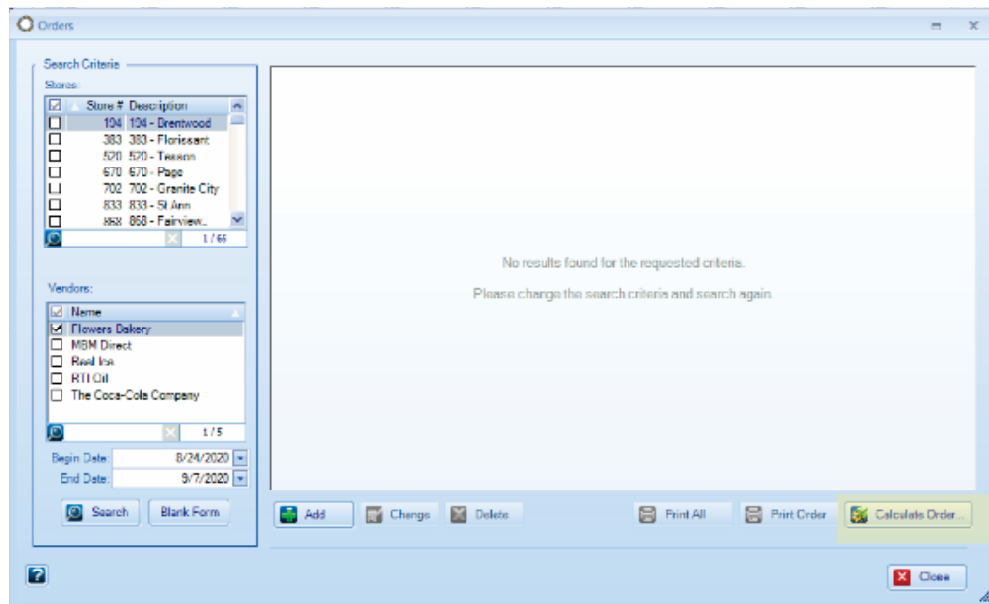 Orders
Search Criteria
Stores:
Store # Description
194 194 - Brentwood
383 383 - Florissant
520 520 - Tesson
670 670 - Page
702 702 - Granite City
833 833 - St Ann
868 868 - Fairview...
1 / 66
Vendors:
Name
Flowers Bakery
MBM Direct
Reel Ice
RTI Oil
The Coca-Cola Company
1 / 5
Begin Date: 8/24/2020
End Date: 9/7/2020
Search Blank Form
No results found for the requested criteria.
Please change the search criteria and search again.
Add Change Delete Print All Print Order Calculate Order...
? Close